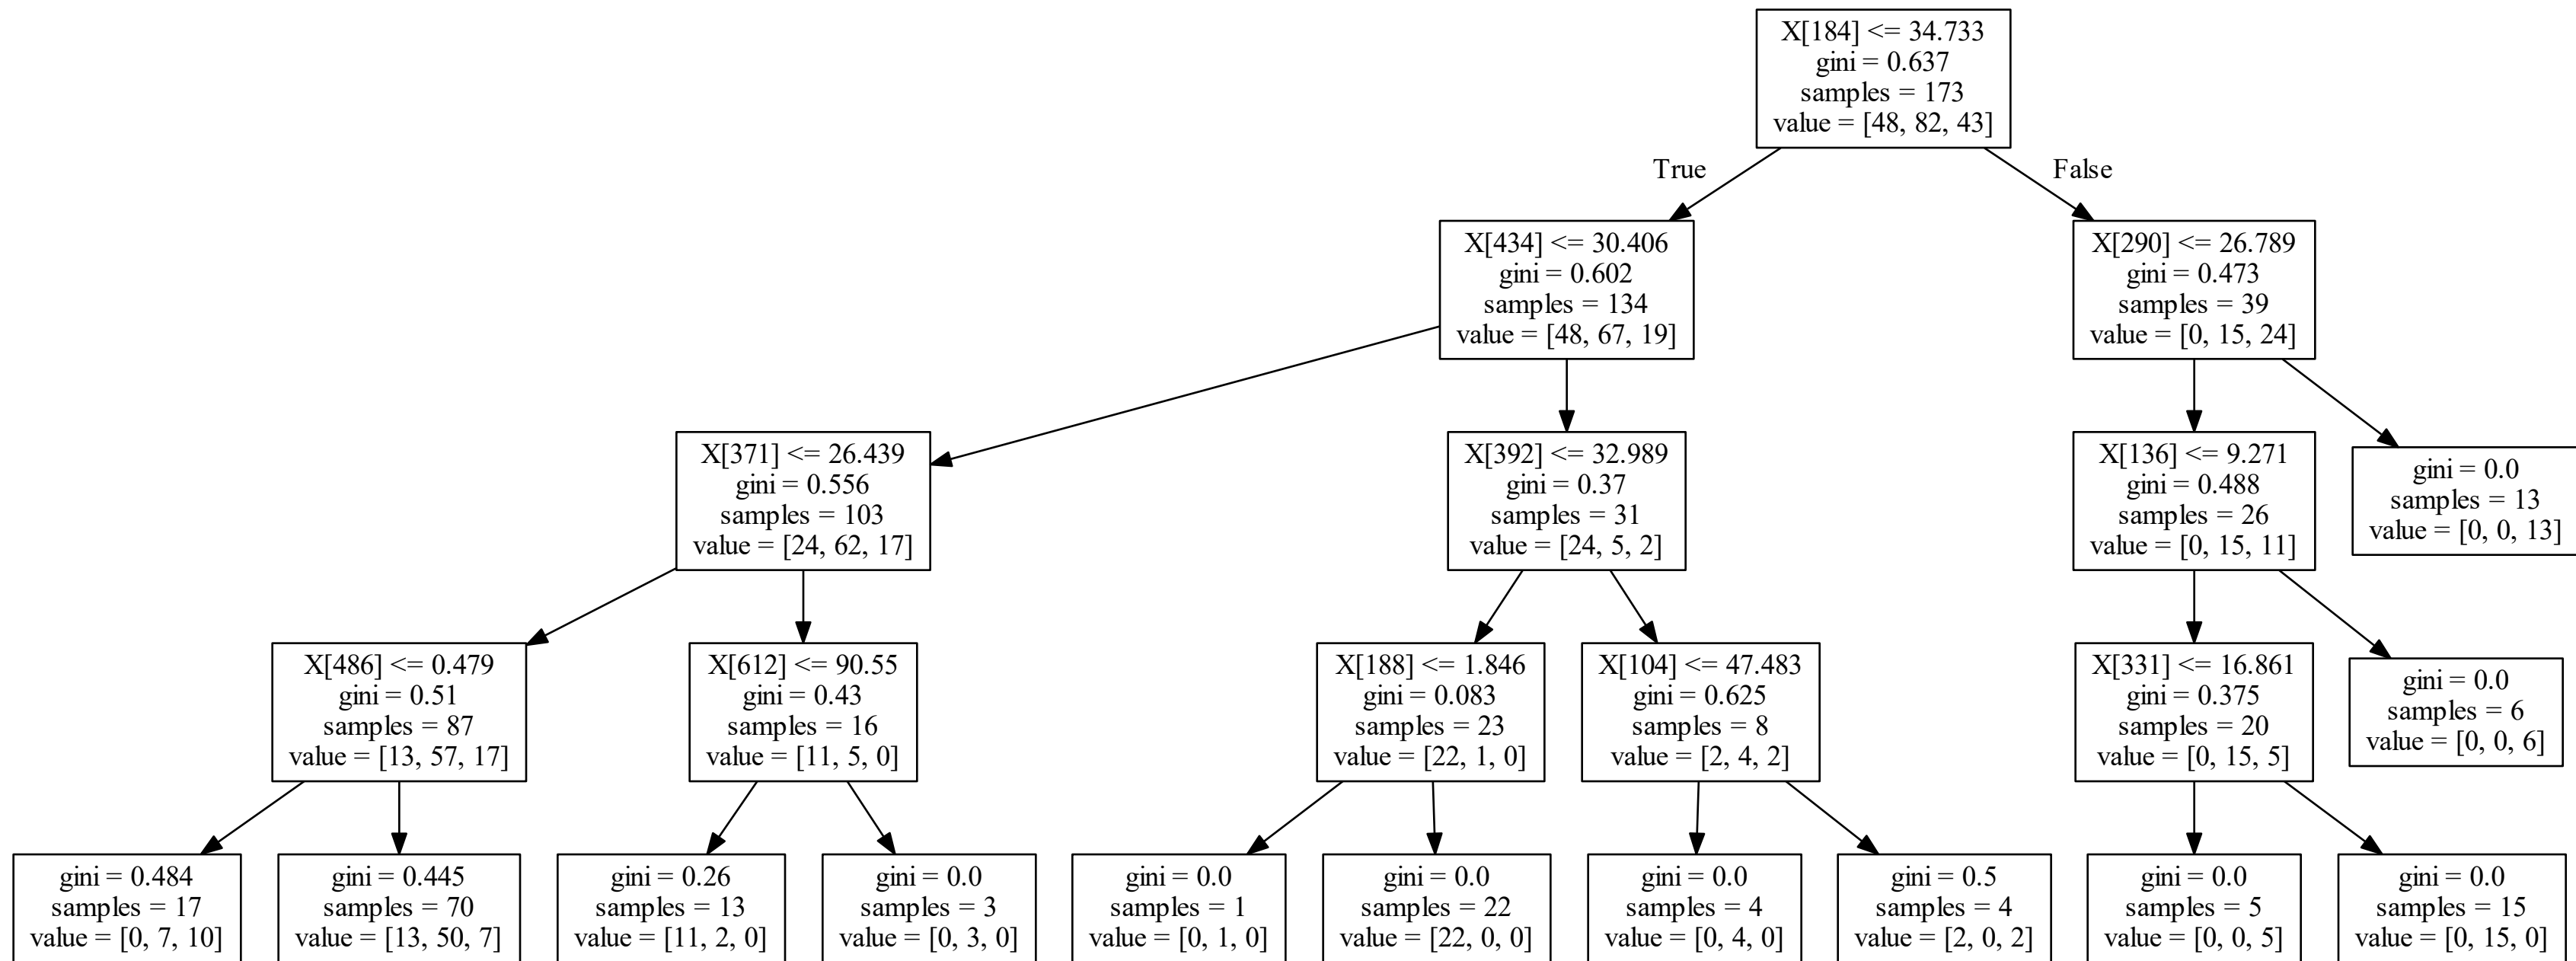 X[184] <= 34.733
gini = 0.637
samples = 173
value = [48, 82, 43]
True
False
X[434] <= 30.406
gini = 0.602
samples = 134
value = [48, 67, 19]
X[290] <= 26.789
gini = 0.473
samples = 39
value = [0, 15, 24]
X[371] <= 26.439
gini = 0.556
samples = 103
value = [24, 62, 17]
X[392] <= 32.989
gini = 0.37
samples = 31
value = [24, 5, 2]
X[136] <= 9.271
gini = 0.488
samples = 26
value = [0, 15, 11]
gini = 0.0
samples = 13
value = [0, 0, 13]
X[486] <= 0.479
gini = 0.51
samples = 87
value = [13, 57, 17]
X[612] <= 90.55
gini = 0.43
samples = 16
value = [11, 5, 0]
X[188] <= 1.846
gini = 0.083
samples = 23
value = [22, 1, 0]
X[104] <= 47.483
gini = 0.625
samples = 8
value = [2, 4, 2]
X[331] <= 16.861
gini = 0.375
samples = 20
value = [0, 15, 5]
gini = 0.0
samples = 6
value = [0, 0, 6]
gini = 0.484
samples = 17
value = [0, 7, 10]
gini = 0.445
samples = 70
value = [13, 50, 7]
gini = 0.26
samples = 13
value = [11, 2, 0]
gini = 0.0
samples = 3
value = [0, 3, 0]
gini = 0.0
samples = 1
value = [0, 1, 0]
gini = 0.0
samples = 22
value = [22, 0, 0]
gini = 0.0
samples = 4
value = [0, 4, 0]
gini = 0.5
samples = 4
value = [2, 0, 2]
gini = 0.0
samples = 5
value = [0, 0, 5]
gini = 0.0
samples = 15
value = [0, 15, 0]